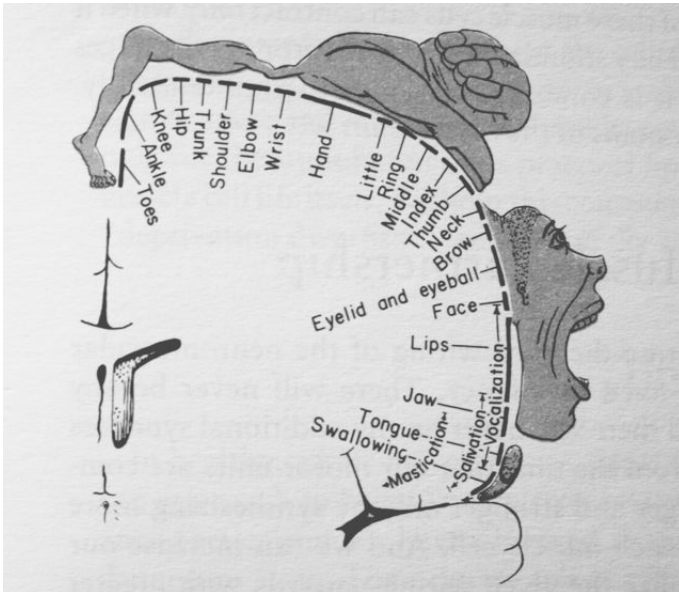 Toes
Ankle
Knee
Hip
Trunk
Shoulder
Elbow
Wrist
Hand
Little
Ring
Middle
Index
Thumb
Neck
Brow
Eyelid and eyeball
Face
Lips
Vocalization
Jaw
Tongue
Swallowing
Salivation
Mastication